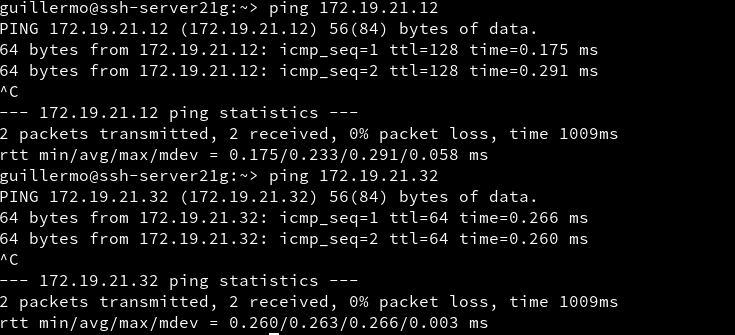 guillermo@ssh-server21g:~> ping 172.19.21.12
PING 172.19.21.12 (172.19.21.12) 56(84) bytes of data.
64 bytes from 172.19.21.12: icmp_seq=1 ttl=128 time=0.175 ms
64 bytes from 172.19.21.12: icmp_seq=2 ttl=128 time=0.291 ms
^C
--- 172.19.21.12 ping statistics ---
2 packets transmitted, 2 received, 0% packet loss, time 1009ms
rtt min/avg/max/mdev = 0.175/0.233/0.291/0.058 ms
guillermo@ssh-server21g:~> ping 172.19.21.32
PING 172.19.21.32 (172.19.21.32) 56(84) bytes of data.
64 bytes from 172.19.21.32: icmp_seq=1 ttl=64 time=0.266 ms
64 bytes from 172.19.21.32: icmp_seq=2 ttl=64 time=0.260 ms
^C
--- 172.19.21.32 ping statistics ---
2 packets transmitted, 2 received, 0% packet loss, time 1009ms
rtt min/avg/max/mdev = 0.260/0.263/0.266/0.003 ms